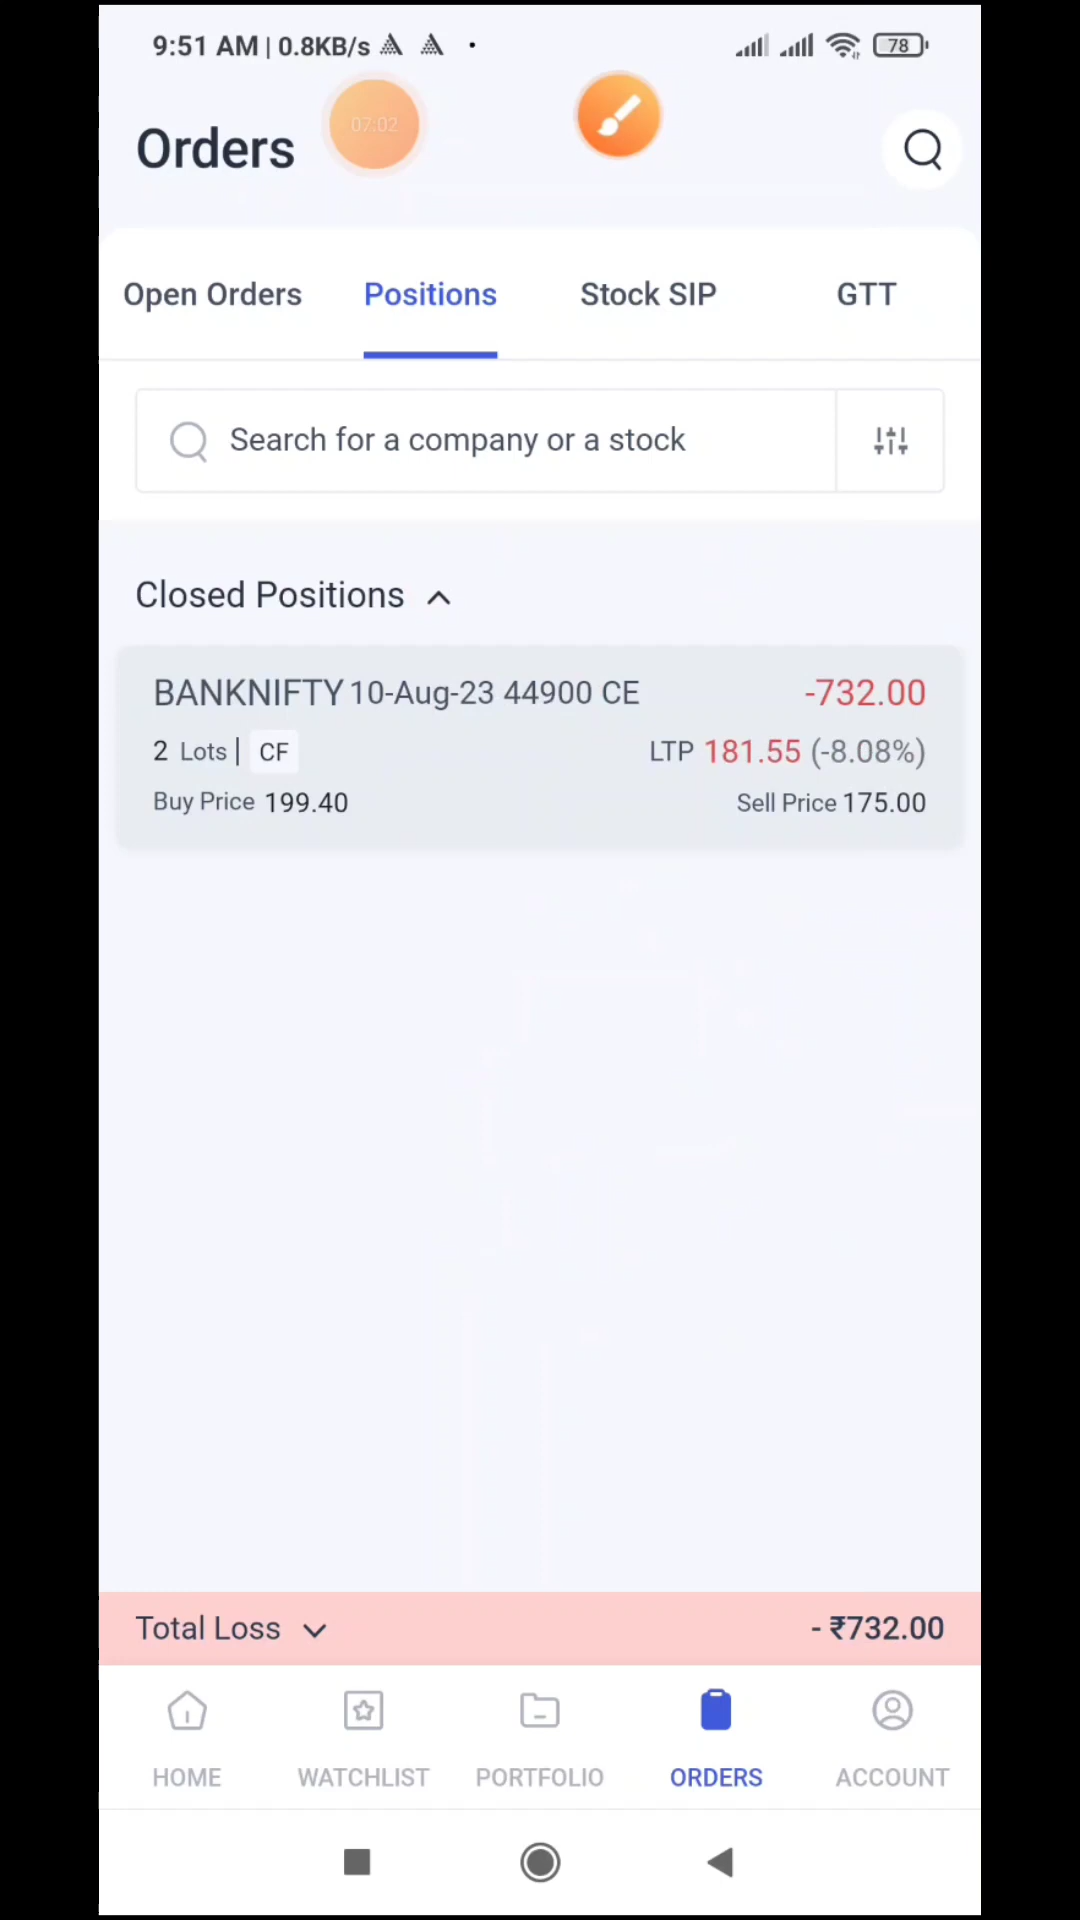 9:51 AM | 0.8KB/s
78
07:02
Orders
Open Orders Positions Stock SIP GTT
Search for a company or a stock
Closed Positions
BANKNIFTY 10-Aug-23 44900 CE -732.00
2 Lots | CF LTP 181.55 (-8.08%)
Buy Price 199.40 Sell Price 175.00
Total Loss - ₹732.00
HOME WATCHLIST PORTFOLIO ORDERS ACCOUNT